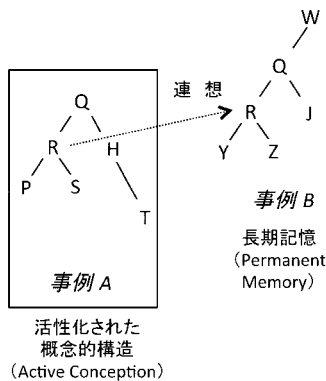 W
Q
R
J
Y
Z
事例 B
長期記憶
(Permanent
Memory)
連 想
Q
R
H
P
S
T
事例 A
活性化された
概念的構造
(Active Conception)